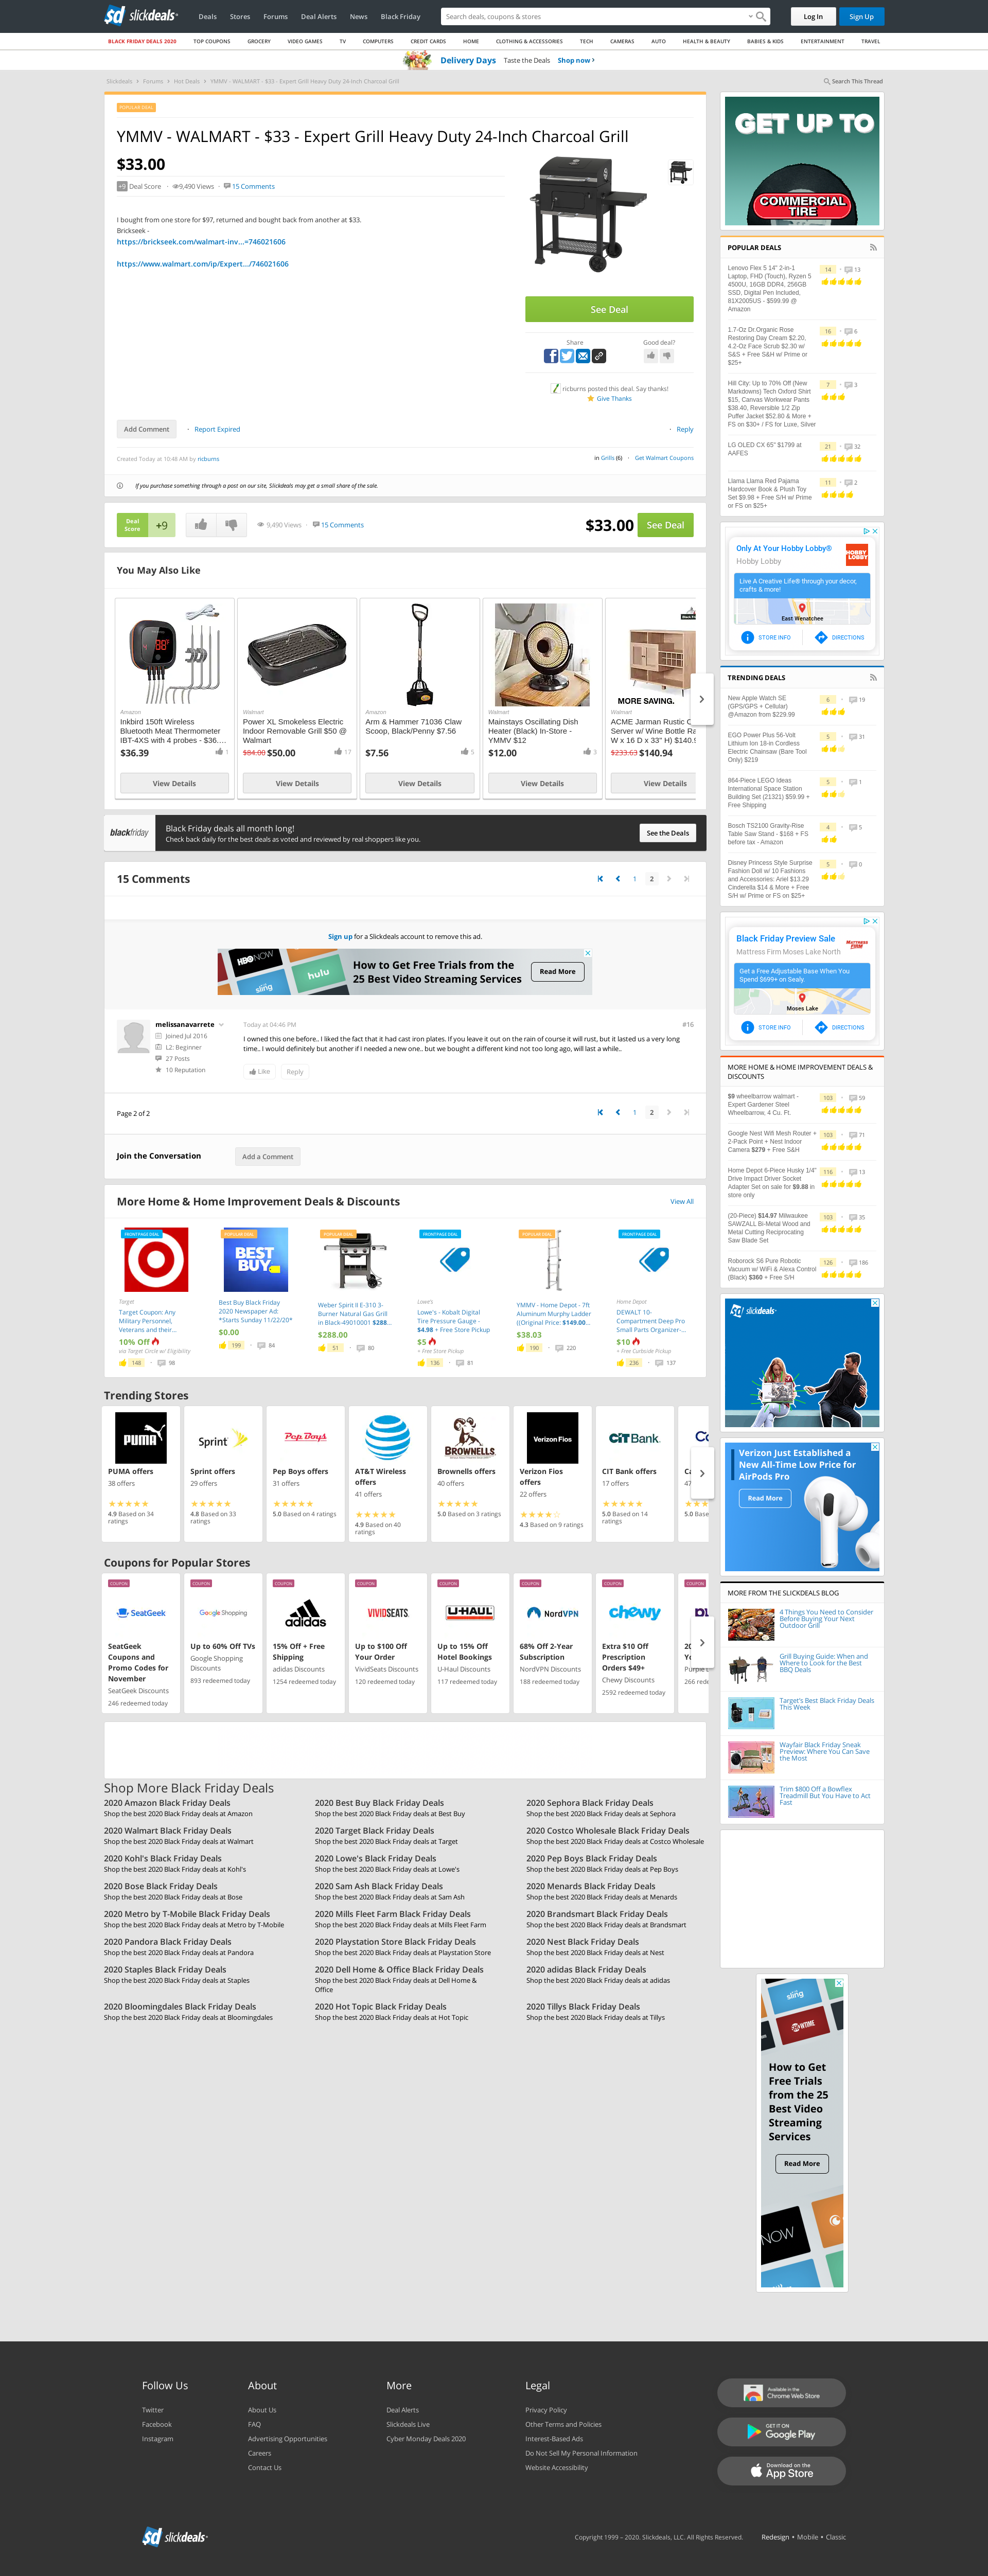 slickdeals
Deals
Stores
Forums
Deal Alerts
News
Black Friday
Search deals, coupons & stores
Log In
Sign Up
BLACK FRIDAY DEALS 2020
TOP COUPONS
GROCERY
VIDEO GAMES
TV
COMPUTERS
CREDIT CARDS
HOME
CLOTHING & ACCESSORIES
TECH
CAMERAS
AUTO
HEALTH & BEAUTY
BABIES & KIDS
ENTERTAINMENT
TRAVEL
Delivery Days Taste the Deals Shop now ›
Slickdeals › Forums › Hot Deals › YMMV - WALMART - $33 - Expert Grill Heavy Duty 24-Inch Charcoal Grill
Search This Thread
POPULAR DEAL
YMMV - WALMART - $33 - Expert Grill Heavy Duty 24-Inch Charcoal Grill
$33.00
+9 Deal Score · 9,490 Views · 15 Comments
I bought from one store for $97, returned and bought back from another at $33.
Brickseek -
https://brickseek.com/walmart-inv...=746021606
https://www.walmart.com/ip/Expert.../746021606
See Deal
Share
Good deal?
ricburns posted this deal. Say thanks!
Give Thanks
Add Comment · Report Expired
· Reply
Created Today at 10:48 AM by ricburns
in Grills (6) · Get Walmart Coupons
If you purchase something through a post on our site, Slickdeals may get a small share of the sale.
Deal Score +9
9,490 Views · 15 Comments
$33.00 See Deal
You May Also Like
Amazon
Inkbird 150ft Wireless
Bluetooth Meat Thermometer
IBT-4XS with 4 probes - $36....
$36.39 1
View Details
Walmart
Power XL Smokeless Electric
Indoor Removable Grill $50 @
Walmart
$84.00 $50.00 17
View Details
Amazon
Arm & Hammer 71036 Claw
Scoop, Black/Penny $7.56
$7.56 5
View Details
Walmart
Mainstays Oscillating Dish
Heater (Black) In-Store -
YMMV $12
$12.00 3
View Details
MORE SAVING.
Walmart
ACME Jarman Rustic O
Server w/ Wine Bottle Ra
W x 16 D x 33" H) $140.9
$233.63 $140.94
View Details
blackfriday
Black Friday deals all month long!
Check back daily for the best deals as voted and reviewed by real shoppers like you.
See the Deals
15 Comments
1 2
Sign up for a Slickdeals account to remove this ad.
HBO NOW
sling
hulu
How to Get Free Trials from the
25 Best Video Streaming Services
Read More
melissanavarrete
Joined Jul 2016
L2: Beginner
27 Posts
10 Reputation
Today at 04:46 PM
#16
I owned this one before.. I liked the fact that it had cast iron plates. If you leave it out on the rain of course it will rust, but it lasted us a very long
time.. I would definitely but another if I needed a new one.. but we bought a different kind not too long ago, will last a while..
Like
Reply
Page 2 of 2
1 2
Join the Conversation
Add a Comment
More Home & Home Improvement Deals & Discounts
View All
FRONTPAGE DEAL
Target
Target Coupon: Any
Military Personnel,
Veterans and their...
10% Off
via Target Circle w/ Eligibility
148 · 98
POPULAR DEAL
BEST BUY
Best Buy Black Friday
2020 Newspaper Ad:
*Starts Sunday 11/22/20*
$0.00
199 · 84
POPULAR DEAL
Weber Spirit II E-310 3-
Burner Natural Gas Grill
in Black-49010001 $288...
$288.00
51 · 80
FRONTPAGE DEAL
Lowe's
Lowe's - Kobalt Digital
Tire Pressure Gauge -
$4.98 + Free Store Pickup
$5
+ Free Store Pickup
136 · 81
POPULAR DEAL
YMMV - Home Depot - 7ft
Aluminum Murphy Ladder
((Original Price: $149.00...
$38.03
190 · 220
FRONTPAGE DEAL
Home Depot
DEWALT 10-
Compartment Deep Pro
Small Parts Organizer-...
$10
+ Free Curbside Pickup
236 · 137
Trending Stores
PUMA
PUMA offers
38 offers
4.9 Based on 34
ratings
Sprint
Sprint offers
29 offers
4.8 Based on 33
ratings
Pep Boys
Pep Boys offers
31 offers
5.0 Based on 4 ratings
AT&T Wireless
offers
41 offers
4.9 Based on 40
ratings
BROWNELLS
Brownells offers
40 offers
5.0 Based on 3 ratings
Verizon Fios
Verizon Fios
offers
22 offers
4.3 Based on 9 ratings
CIT Bank
CIT Bank offers
17 offers
5.0 Based on 14
ratings
Co
Ca
47
5.0 Base
Coupons for Popular Stores
COUPON
SeatGeek
SeatGeek
Coupons and
Promo Codes for
November
SeatGeek Discounts
246 redeemed today
COUPON
Google Shopping
Up to 60% Off TVs
Google Shopping
Discounts
893 redeemed today
COUPON
adidas
15% Off + Free
Shipping
adidas Discounts
1254 redeemed today
COUPON
VIVIDSEATS
Up to $100 Off
Your Order
VividSeats Discounts
120 redeemed today
COUPON
U-HAUL
Up to 15% Off
Hotel Bookings
U-Haul Discounts
117 redeemed today
COUPON
NordVPN
68% Off 2-Year
Subscription
NordVPN Discounts
188 redeemed today
COUPON
chewy
Extra $10 Off
Prescription
Orders $49+
Chewy Discounts
2592 redeemed today
COUPON
20
Yo
Purple
266 rede
Shop More Black Friday Deals
2020 Amazon Black Friday Deals
Shop the best 2020 Black Friday deals at Amazon
2020 Best Buy Black Friday Deals
Shop the best 2020 Black Friday deals at Best Buy
2020 Sephora Black Friday Deals
Shop the best 2020 Black Friday deals at Sephora
2020 Walmart Black Friday Deals
Shop the best 2020 Black Friday deals at Walmart
2020 Target Black Friday Deals
Shop the best 2020 Black Friday deals at Target
2020 Costco Wholesale Black Friday Deals
Shop the best 2020 Black Friday deals at Costco Wholesale
2020 Kohl's Black Friday Deals
Shop the best 2020 Black Friday deals at Kohl's
2020 Lowe's Black Friday Deals
Shop the best 2020 Black Friday deals at Lowe's
2020 Pep Boys Black Friday Deals
Shop the best 2020 Black Friday deals at Pep Boys
2020 Bose Black Friday Deals
Shop the best 2020 Black Friday deals at Bose
2020 Sam Ash Black Friday Deals
Shop the best 2020 Black Friday deals at Sam Ash
2020 Menards Black Friday Deals
Shop the best 2020 Black Friday deals at Menards
2020 Metro by T-Mobile Black Friday Deals
Shop the best 2020 Black Friday deals at Metro by T-Mobile
2020 Mills Fleet Farm Black Friday Deals
Shop the best 2020 Black Friday deals at Mills Fleet Farm
2020 Brandsmart Black Friday Deals
Shop the best 2020 Black Friday deals at Brandsmart
2020 Pandora Black Friday Deals
Shop the best 2020 Black Friday deals at Pandora
2020 Playstation Store Black Friday Deals
Shop the best 2020 Black Friday deals at Playstation Store
2020 Nest Black Friday Deals
Shop the best 2020 Black Friday deals at Nest
2020 Staples Black Friday Deals
Shop the best 2020 Black Friday deals at Staples
2020 Dell Home & Office Black Friday Deals
Shop the best 2020 Black Friday deals at Dell Home &
Office
2020 adidas Black Friday Deals
Shop the best 2020 Black Friday deals at adidas
2020 Bloomingdales Black Friday Deals
Shop the best 2020 Black Friday deals at Bloomingdales
2020 Hot Topic Black Friday Deals
Shop the best 2020 Black Friday deals at Hot Topic
2020 Tillys Black Friday Deals
Shop the best 2020 Black Friday deals at Tillys
GET UP TO
COMMERCIAL
TIRE
POPULAR DEALS
Lenovo Flex 5 14" 2-in-1
Laptop, FHD (Touch), Ryzen 5
4500U, 16GB DDR4, 256GB
SSD, Digital Pen Included,
81X2005US - $599.99 @
Amazon
14 · 13
1.7-Oz Dr.Organic Rose
Restoring Day Cream $2.20,
4.2-Oz Face Scrub $2.30 w/
S&S + Free S&H w/ Prime or
$25+
16 · 6
Hill City: Up to 70% Off (New
Markdowns) Tech Oxford Shirt
$15, Canvas Workwear Pants
$38.40, Reversible 1/2 Zip
Puffer Jacket $52.80 & More +
FS on $30+ / FS for Luxe, Silver
7 · 3
LG OLED CX 65" $1799 at
AAFES
21 · 32
Llama Llama Red Pajama
Hardcover Book & Plush Toy
Set $9.98 + Free S/H w/ Prime
or FS on $25+
11 · 2
Only At Your Hobby Lobby®
Hobby Lobby
HOBBY
LOBBY
Live A Creative Life® through your decor,
crafts & more!
East Wenatchee
STORE INFO
DIRECTIONS
TRENDING DEALS
New Apple Watch SE
(GPS/GPS + Cellular)
@Amazon from $229.99
6 · 19
EGO Power Plus 56-Volt
Lithium Ion 18-in Cordless
Electric Chainsaw (Bare Tool
Only) $219
5 · 31
864-Piece LEGO Ideas
International Space Station
Building Set (21321) $59.99 +
Free Shipping
5 · 1
Bosch TS2100 Gravity-Rise
Table Saw Stand - $168 + FS
before tax - Amazon
4 · 5
Disney Princess Style Surprise
Fashion Doll w/ 10 Fashions
and Accessories: Ariel $13.29
Cinderella $14 & More + Free
S/H w/ Prime or FS on $25+
5 · 0
Black Friday Preview Sale
Mattress Firm Moses Lake North
MATTRESS
FIRM
Get a Free Adjustable Base When You
Spend $699+ on Sealy.
Moses Lake
STORE INFO
DIRECTIONS
MORE HOME & HOME IMPROVEMENT DEALS &
DISCOUNTS
$9 wheelbarrow walmart -
Expert Gardener Steel
Wheelbarrow, 4 Cu. Ft.
103 · 59
Google Nest Wifi Mesh Router +
2-Pack Point + Nest Indoor
Camera $279 + Free S&H
103 · 71
Home Depot 6-Piece Husky 1/4"
Drive Impact Driver Socket
Adapter Set on sale for $9.88 in
store only
116 · 13
(20-Piece) $14.97 Milwaukee
SAWZALL Bi-Metal Wood and
Metal Cutting Reciprocating
Saw Blade Set
103 · 35
Roborock S6 Pure Robotic
Vacuum w/ WiFi & Alexa Control
(Black) $360 + Free S/H
126 · 186
slickdeals
Verizon Just Established a
New All-Time Low Price for
AirPods Pro
Read More
MORE FROM THE SLICKDEALS BLOG
4 Things You Need to Consider
Before Buying Your Next
Outdoor Grill
Grill Buying Guide: When and
Where to Look for the Best
BBQ Deals
Target's Best Black Friday Deals
This Week
Wayfair Black Friday Sneak
Preview: Where You Can Save
the Most
Trim $800 Off a Bowflex
Treadmill But You Have to Act
Fast
sling
SHOWTIME
How to Get
Free Trials
from the 25
Best Video
Streaming
Services
Read More
NOW
Follow Us
Twitter
Facebook
Instagram
About
About Us
FAQ
Advertising Opportunities
Careers
Contact Us
More
Deal Alerts
Slickdeals Live
Cyber Monday Deals 2020
Legal
Privacy Policy
Other Terms and Policies
Interest-Based Ads
Do Not Sell My Personal Information
Website Accessibility
Available in the
Chrome Web Store
GET IT ON
Google Play
Download on the
App Store
slickdeals
Copyright 1999 – 2020. Slickdeals, LLC. All Rights Reserved.
Redesign • Mobile • Classic